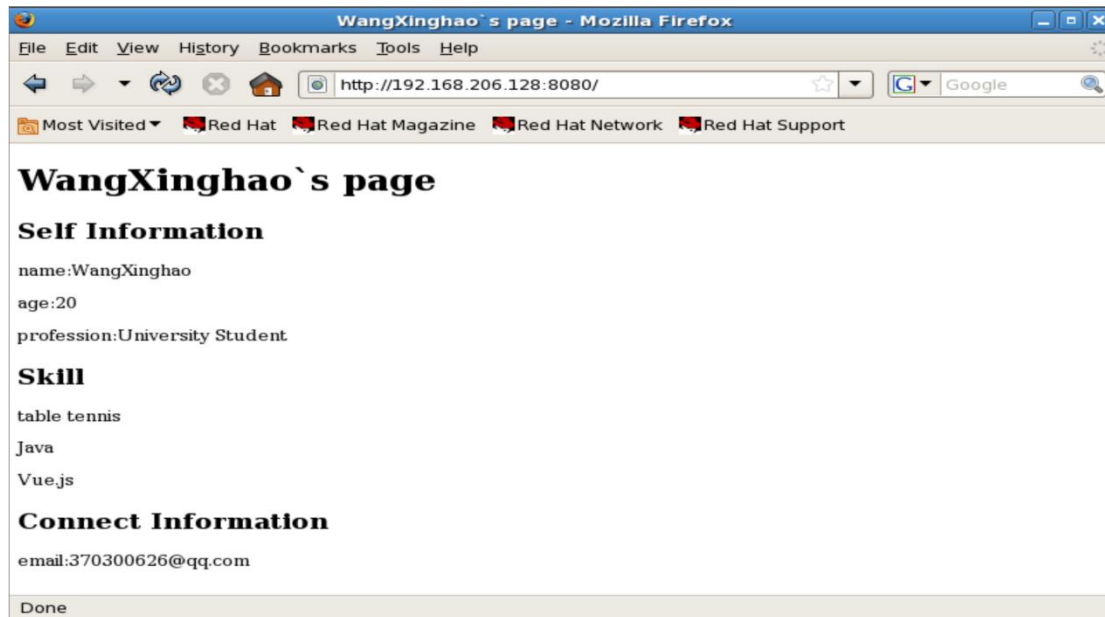 WangXinghao`s page - Mozilla Firefox
File Edit View History Bookmarks Tools Help
http://192.168.206.128:8080/ G Google
Most Visited Red Hat Red Hat Magazine Red Hat Network Red Hat Support
WangXinghao`s page
Self Information
name:WangXinghao
age:20
profession:University Student
Skill
table tennis
Java
Vue.js
Connect Information
email:370300626@qq.com
Done